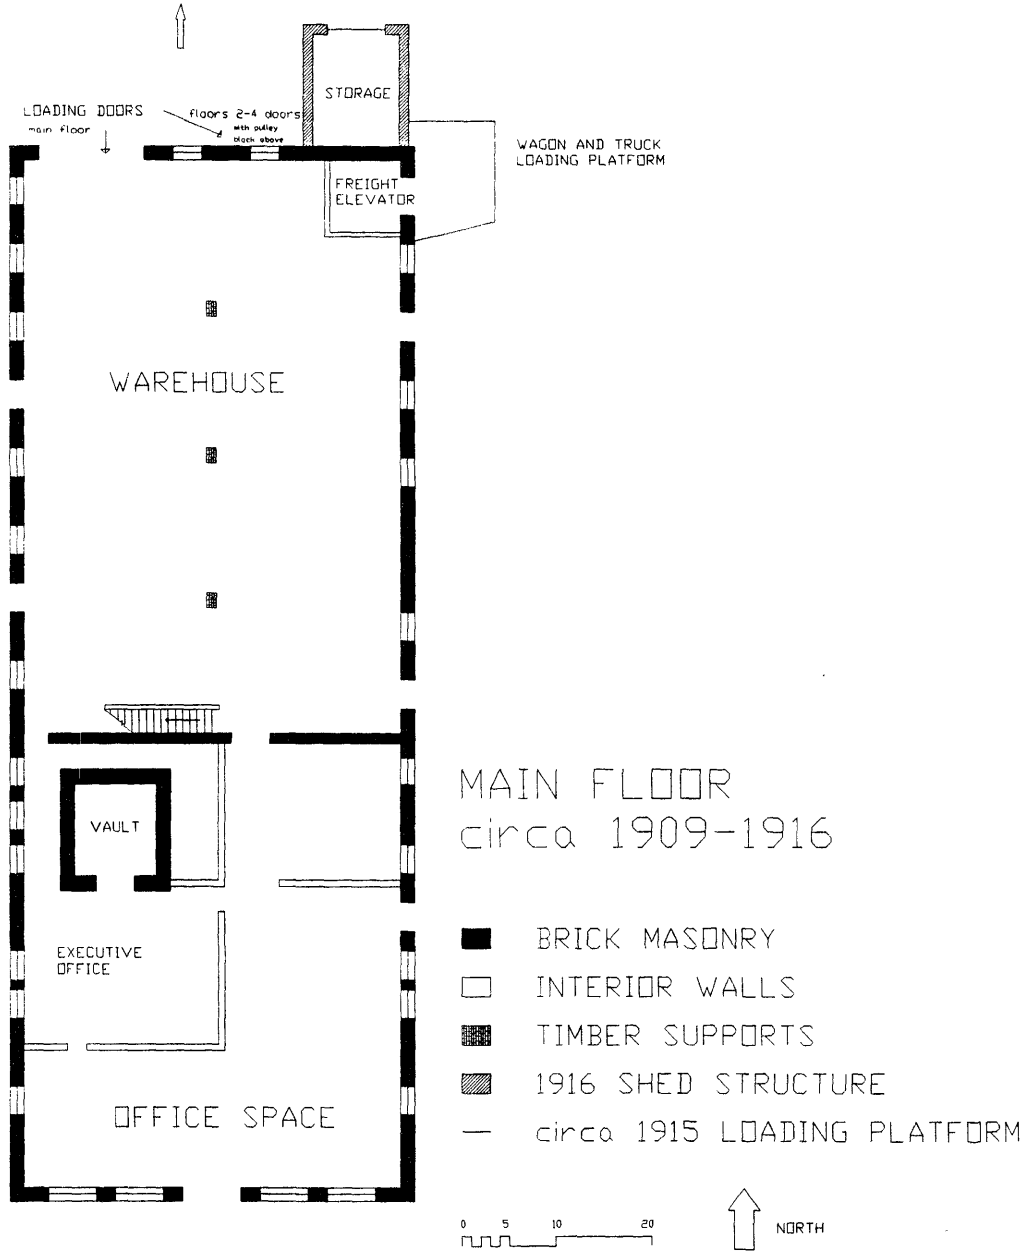 STORAGE
LOADING DOORS
main floor
floors 2-4 doors
with pulley
block above
WAGON AND TRUCK
LOADING PLATFORM
FREIGHT
ELEVATOR
WAREHOUSE
VAULT
MAIN FLOOR
circa 1909-1916
EXECUTIVE
OFFICE
BRICK MASONRY
INTERIOR WALLS
TIMBER SUPPORTS
1916 SHED STRUCTURE
circa 1915 LOADING PLATFORM
OFFICE SPACE
0 5 10 20
NORTH